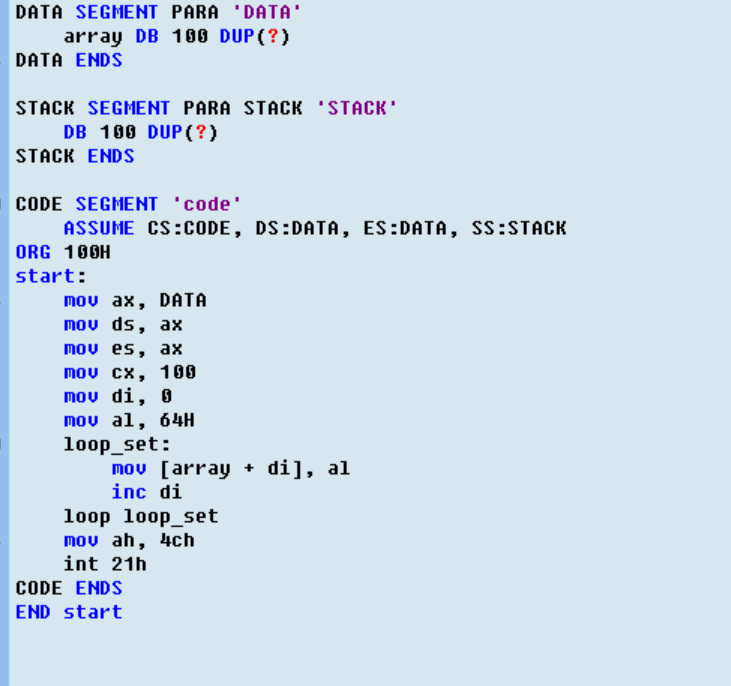 DATA SEGMENT PARA 'DATA'
    array DB 100 DUP(?)
DATA ENDS

STACK SEGMENT PARA STACK 'STACK'
    DB 100 DUP(?)
STACK ENDS

CODE SEGMENT 'code'
    ASSUME CS:CODE, DS:DATA, ES:DATA, SS:STACK
ORG 100H
start:
    mov ax, DATA
    mov ds, ax
    mov es, ax
    mov cx, 100
    mov di, 0
    mov al, 64H
    loop_set:
        mov [array + di], al
        inc di
    loop loop_set
    mov ah, 4ch
    int 21h
CODE ENDS
END start